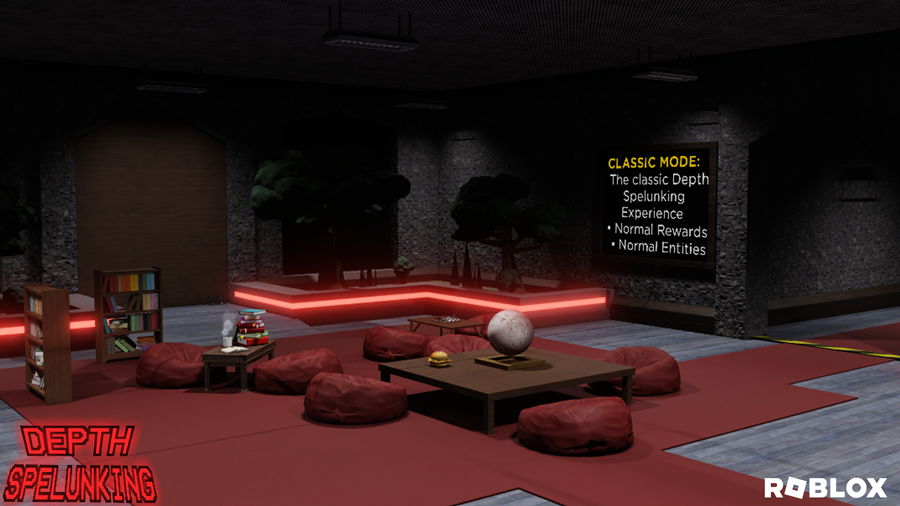 CLASSIC MODE:
The classic Depth
Spelunking
Experience
• Normal Rewards
• Normal Entities
DEPTH
SPELUNKING
ROBLOX